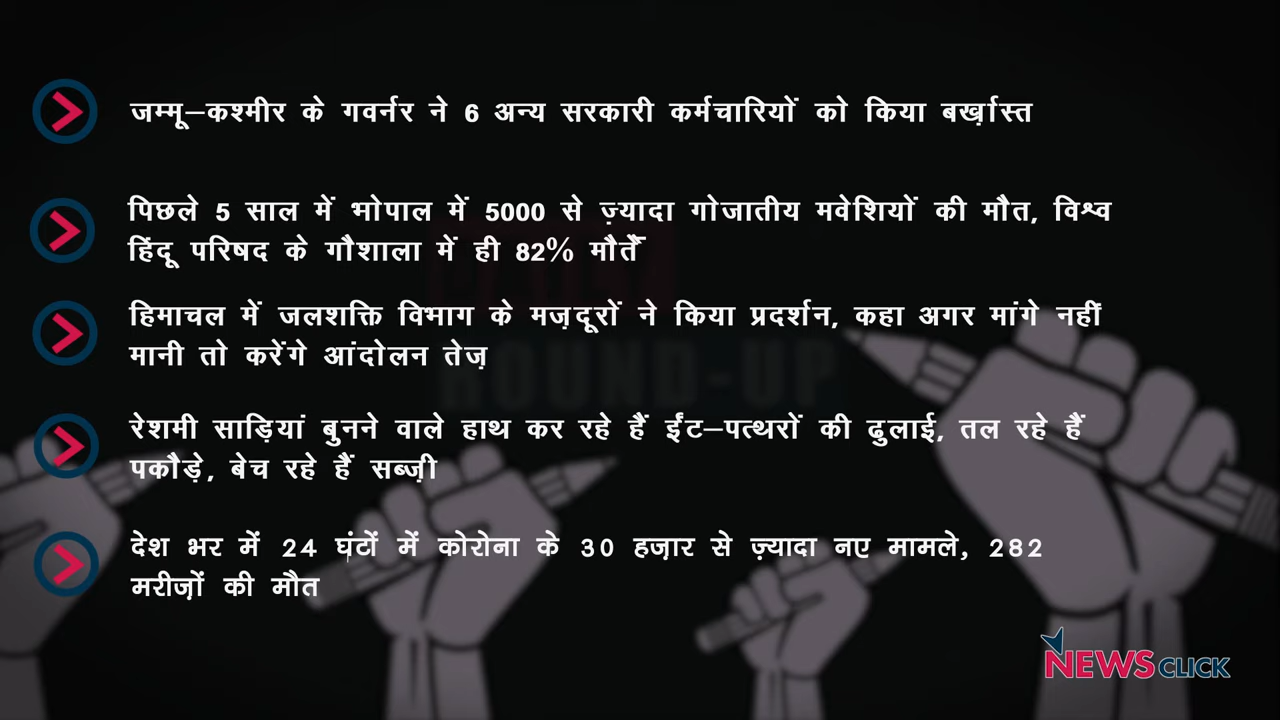 जम्मू–कश्मीर के गवर्नर ने 6 अन्य सरकारी कर्मचारियों को किया बर्ख़ास्त
पिछले 5 साल में भोपाल में 5000 से ज़्यादा गोजातीय मवेशियों की मौत, विश्व
हिंदू परिषद के गौशाला में ही 82% मौतेँ
हिमाचल में जलशक्ति विभाग के मज़दूरों ने किया प्रदर्शन, कहा अगर मांगे नहीं
मानी तो करेंगे आंदोलन तेज़
रेशमी साड़ियां बुनने वाले हाथ कर रहे हैं ईंट–पत्थरों की ढुलाई, तल रहे हैं
पकौड़े, बेच रहे हैं सब्ज़ी
देश भर में 24 घंटों में कोरोना के 30 हज़ार से ज़्यादा नए मामले, 282
मरीज़ों की मौत
ROUND-UP
NEWSCLICK